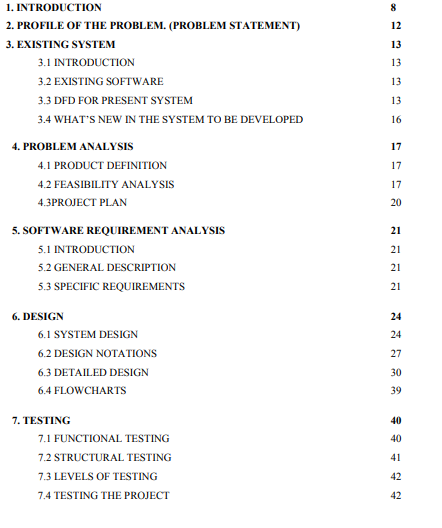 1. INTRODUCTION 8
2. PROFILE OF THE PROBLEM. (PROBLEM STATEMENT) 12
3. EXISTING SYSTEM 13
3.1 INTRODUCTION 13
3.2 EXISTING SOFTWARE 13
3.3 DFD FOR PRESENT SYSTEM 13
3.4 WHAT'S NEW IN THE SYSTEM TO BE DEVELOPED 16
4. PROBLEM ANALYSIS 17
4.1 PRODUCT DEFINITION 17
4.2 FEASIBILITY ANALYSIS 17
4.3PROJECT PLAN 20
5. SOFTWARE REQUIREMENT ANALYSIS 21
5.1 INTRODUCTION 21
5.2 GENERAL DESCRIPTION 21
5.3 SPECIFIC REQUIREMENTS 21
6. DESIGN 24
6.1 SYSTEM DESIGN 24
6.2 DESIGN NOTATIONS 27
6.3 DETAILED DESIGN 30
6.4 FLOWCHARTS 39
7. TESTING 40
7.1 FUNCTIONAL TESTING 40
7.2 STRUCTURAL TESTING 41
7.3 LEVELS OF TESTING 42
7.4 TESTING THE PROJECT 42